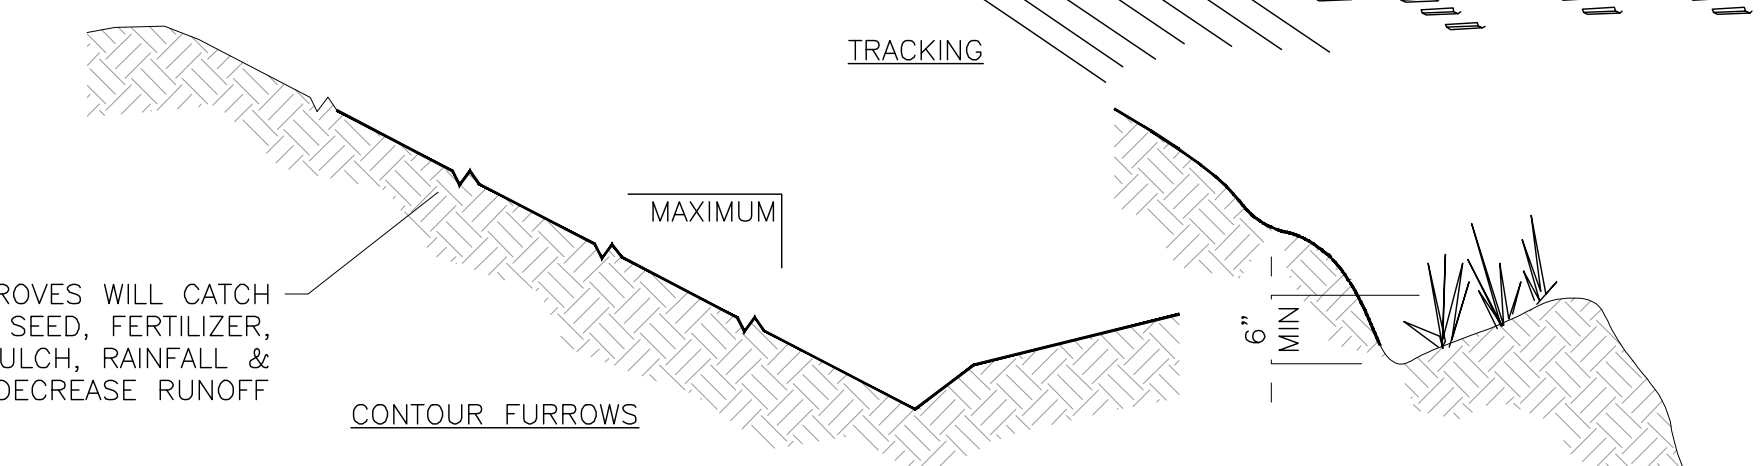 TRACKING
MAXIMUM
ROVES WILL CATCH
SEED, FERTILIZER,
ULCH, RAINFALL &
DECREASE RUNOFF
CONTOUR FURROWS
6"
MIN